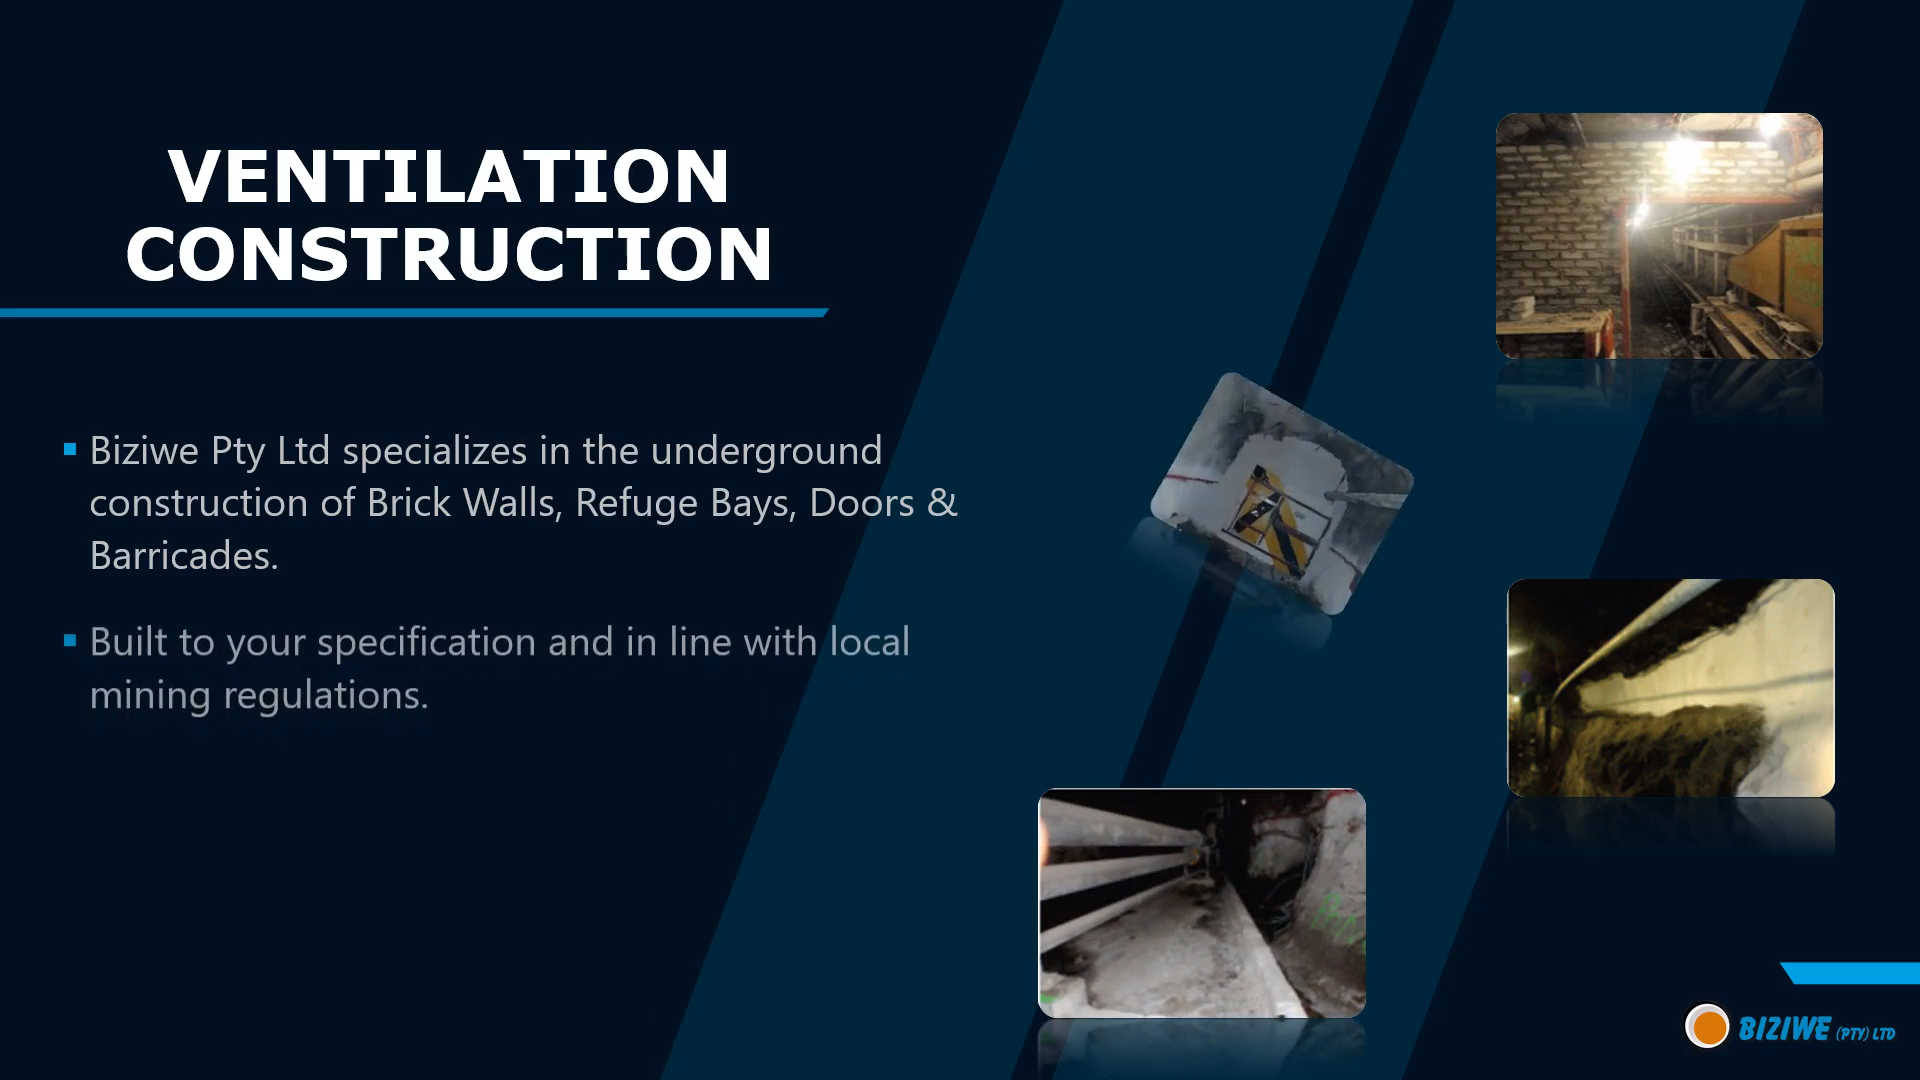 VENTILATION
CONSTRUCTION
▪ Biziwe Pty Ltd specializes in the underground
construction of Brick Walls, Refuge Bays, Doors &
Barricades.
▪ Built to your specification and in line with local
mining regulations.
BIZIWE (PTY) LTD